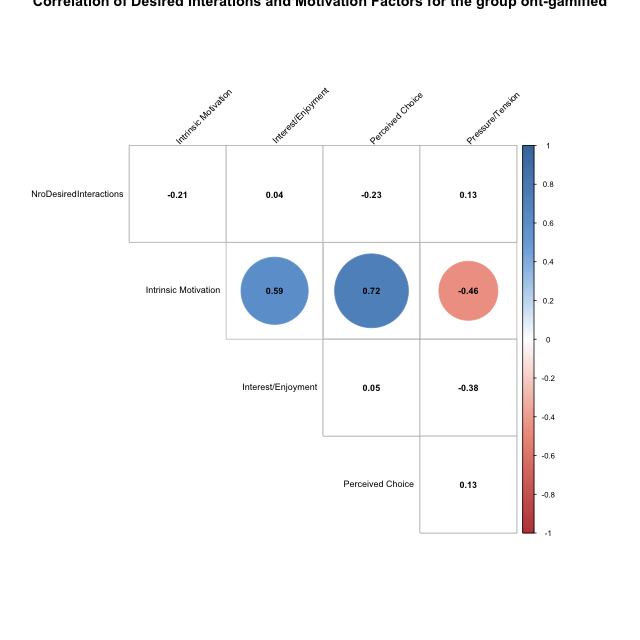 Correlation of Desired Interations and Motivation Factors for the group ont-gamified
Intrinsic Motivation
Interest/Enjoyment
Perceived Choice
Pressure/Tension
NroDesiredInteractions
-0.21
0.04
-0.23
0.13
Intrinsic Motivation
0.59
0.72
-0.46
Interest/Enjoyment
0.05
-0.38
Perceived Choice
0.13
1
0.8
0.6
0.4
0.2
0
-0.2
-0.4
-0.6
-0.8
-1